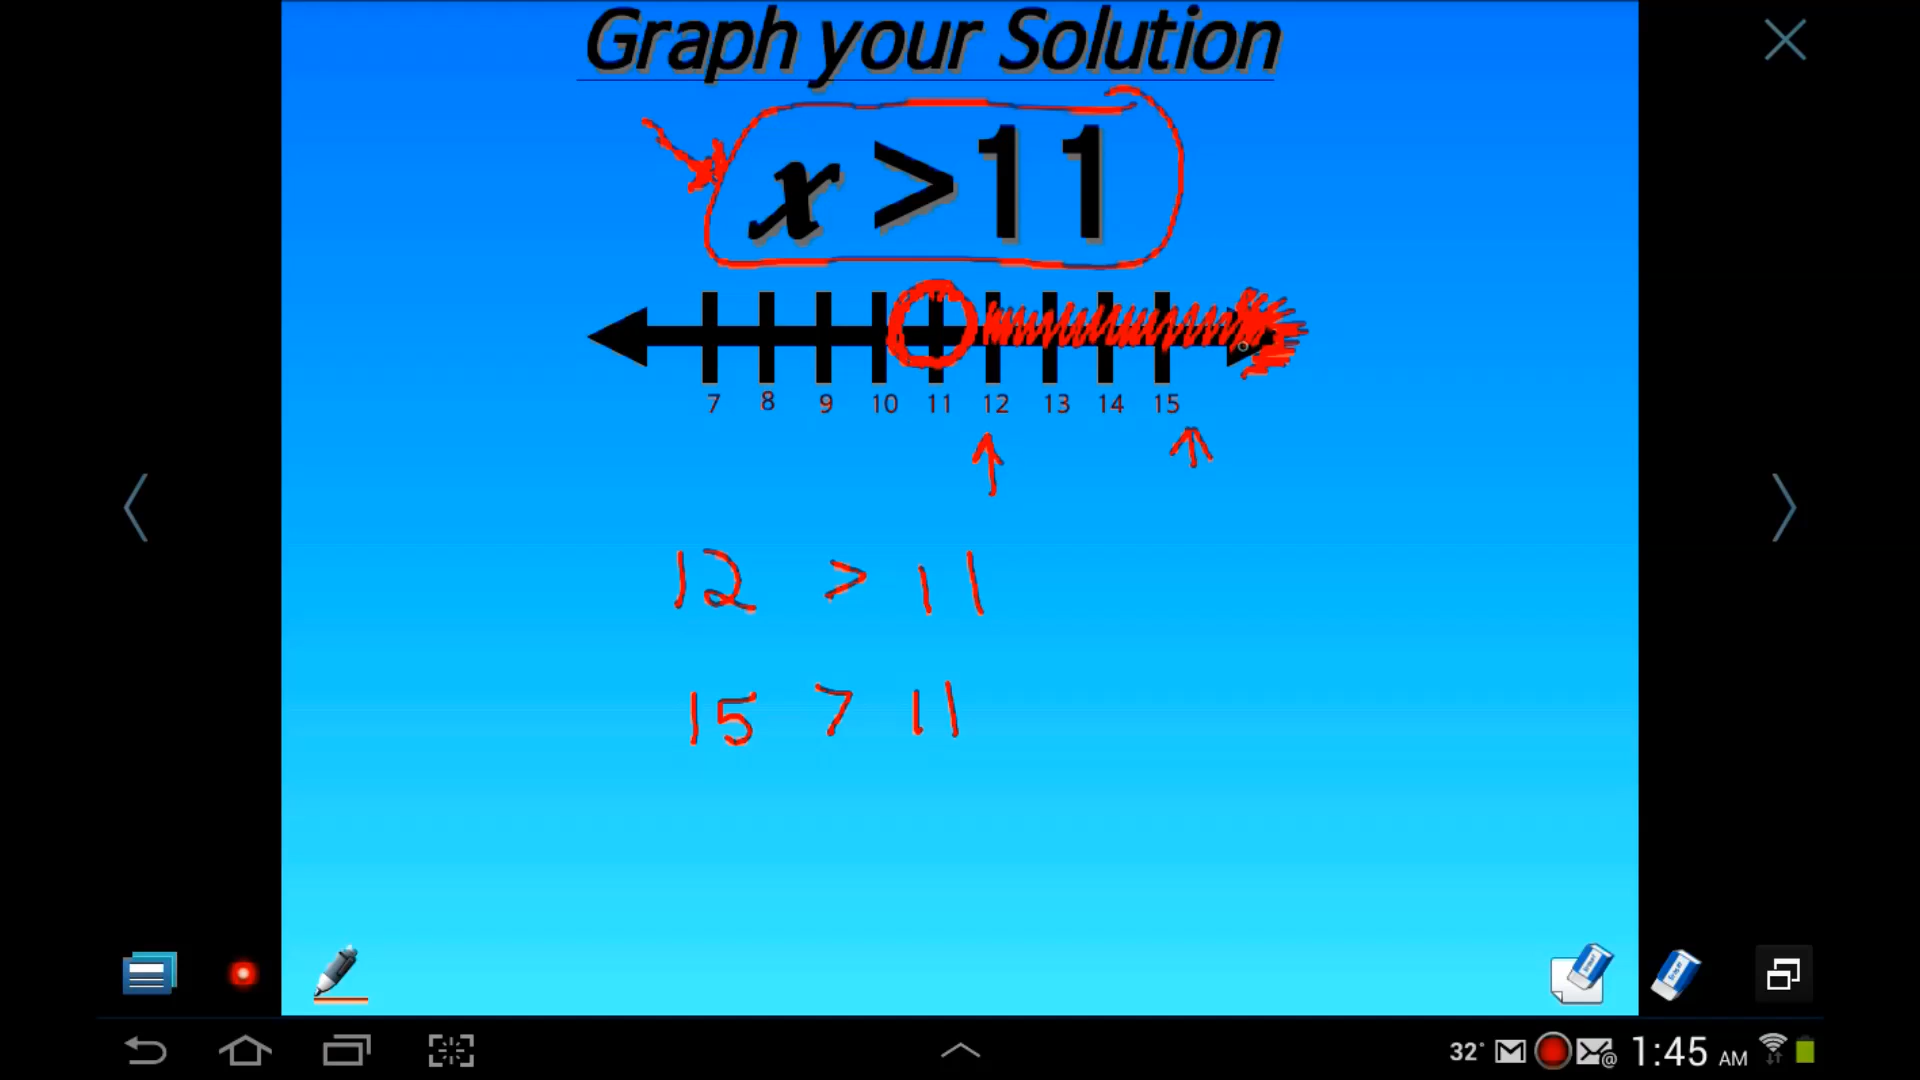 Graph your Solution
x > 11
7 8 9 10 11 12 13 14 15
12 > 11
15 > 11
32° 1:45 AM